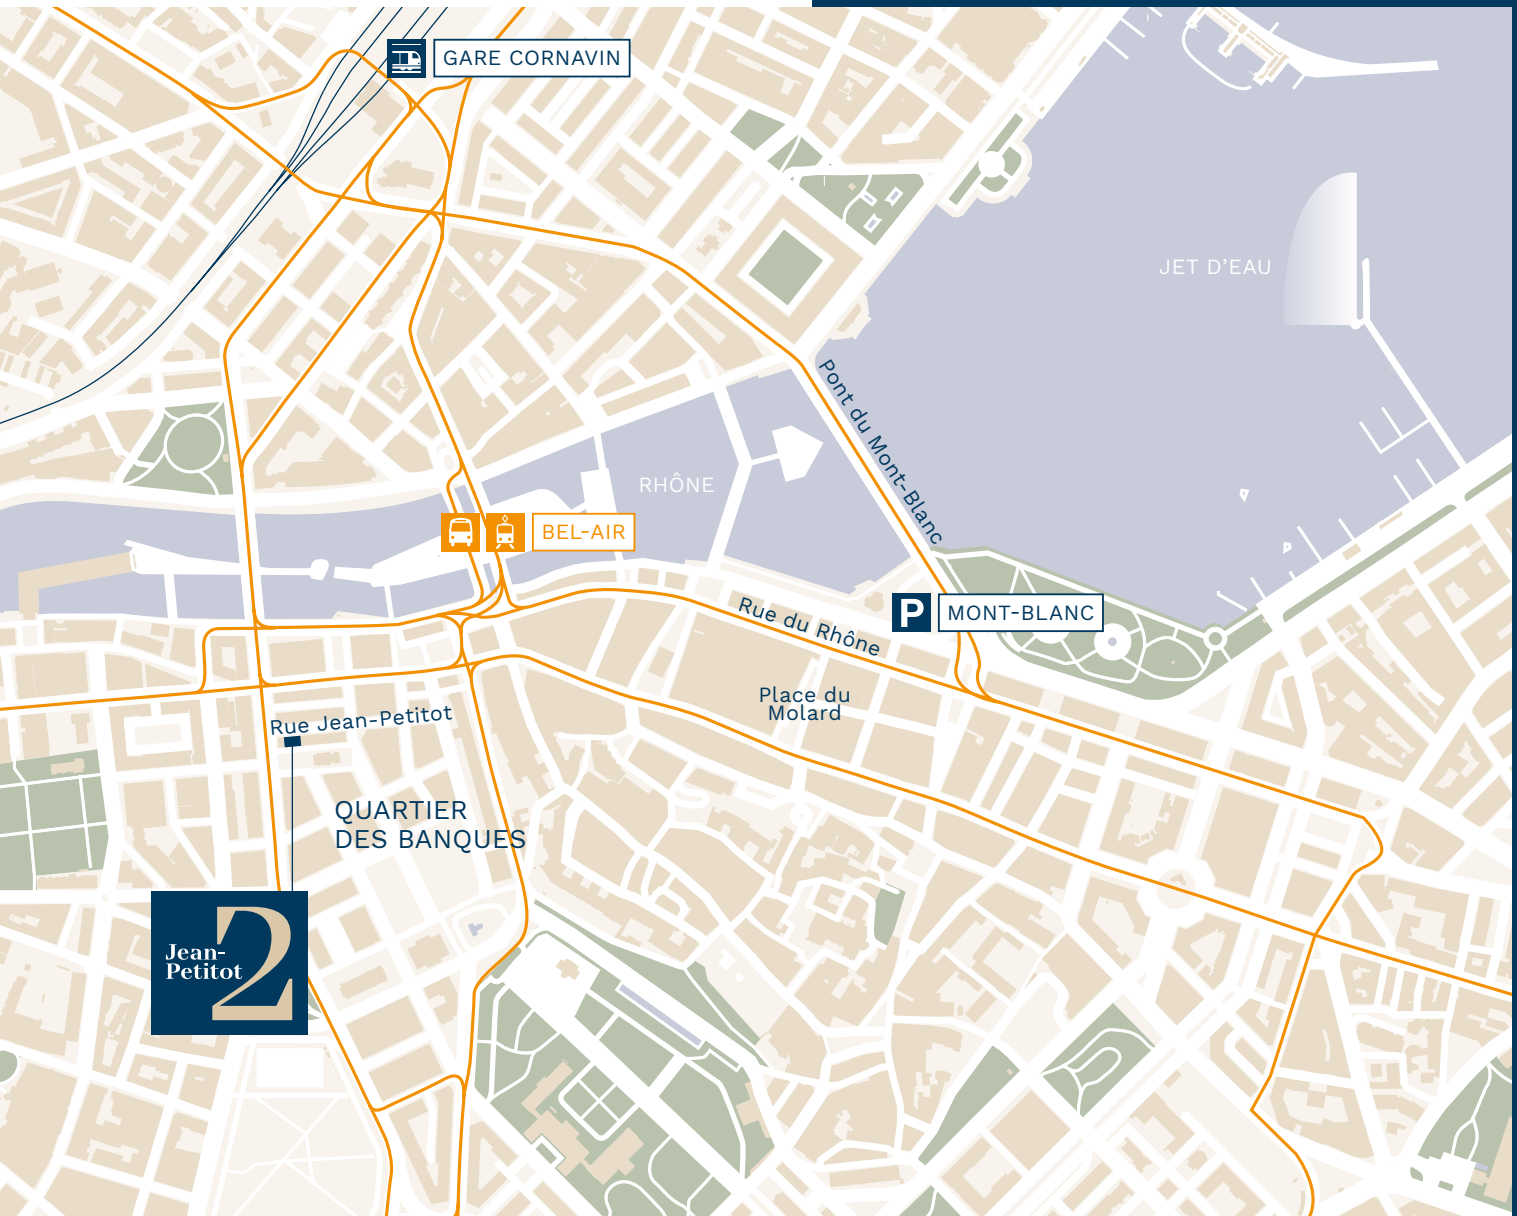 GARE CORNAVIN
JET D'EAU
Pont du Mont-Blanc
RHÔNE
BEL-AIR
P
MONT-BLANC
Rue du Rhône
Place du
Molard
Rue Jean-Petitot
QUARTIER
DES BANQUES
Jean-
Petitot
2